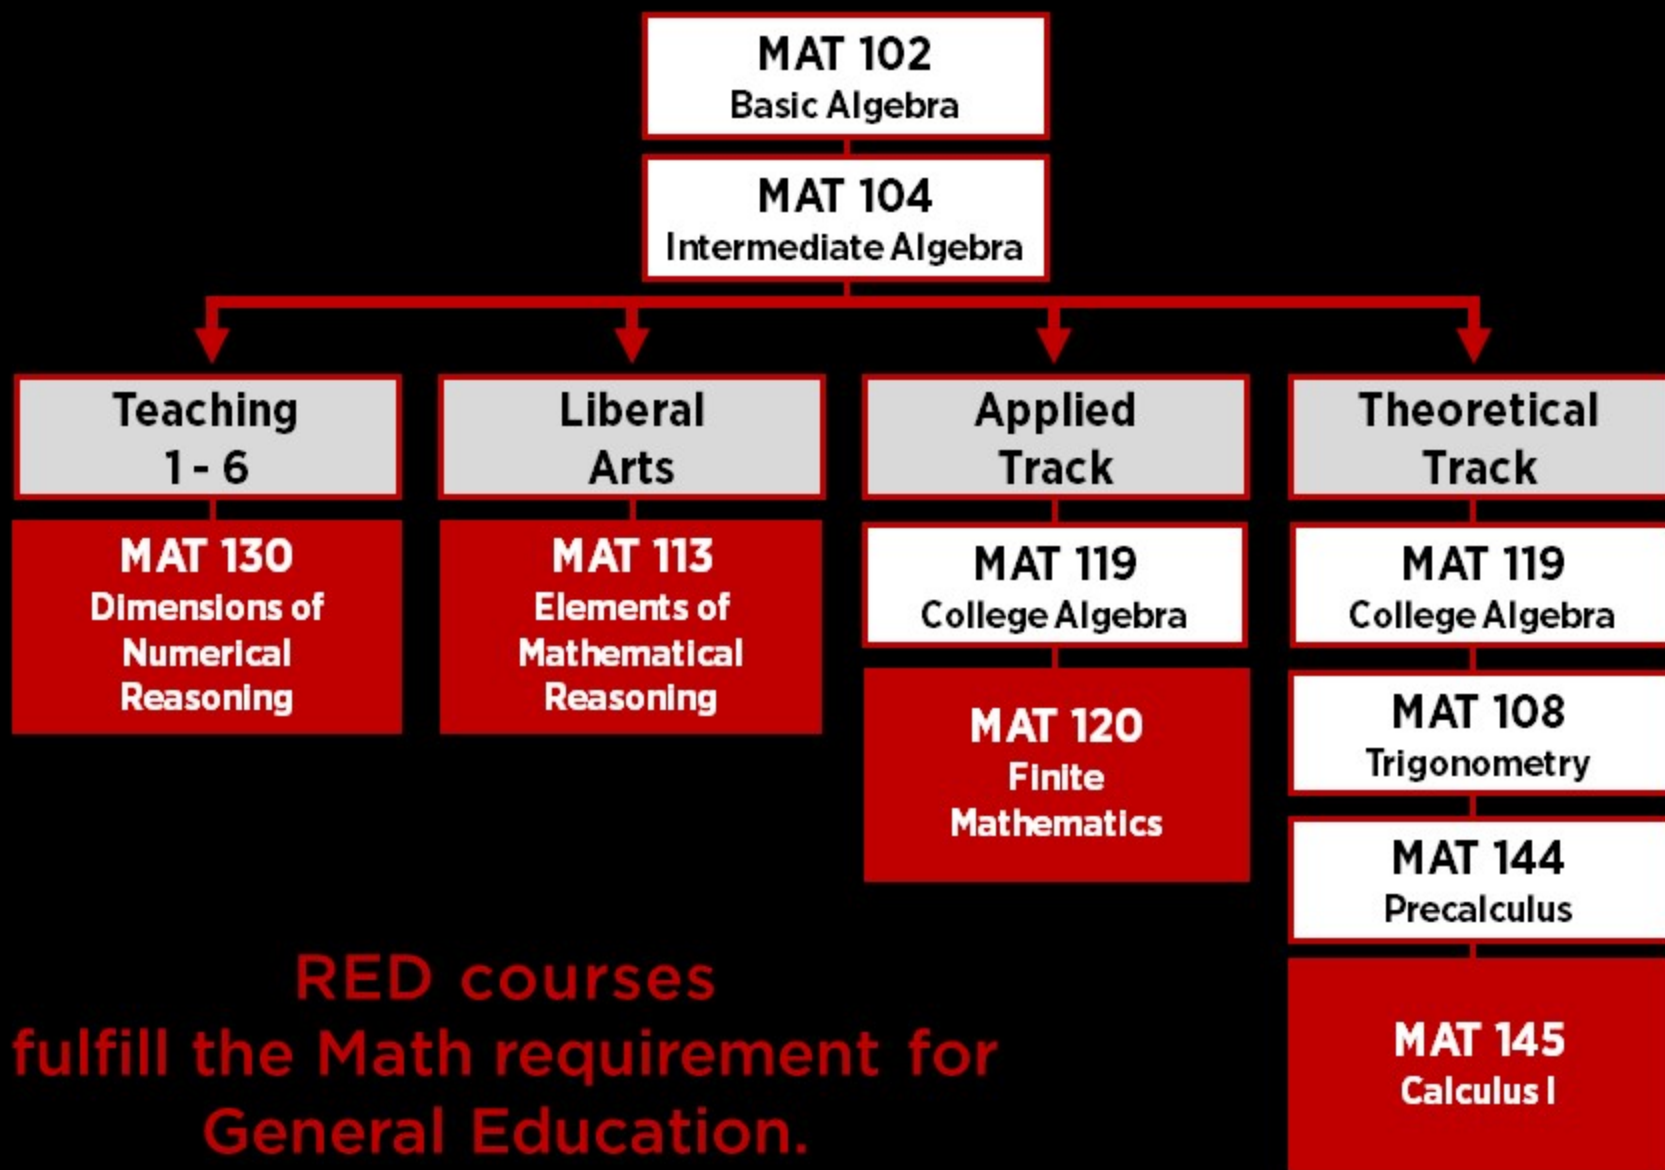 MAT 102
Basic Algebra
MAT 104
Intermediate Algebra
Teaching
1 - 6
MAT 130
Dimensions of
Numerical
Reasoning
Liberal
Arts
MAT 113
Elements of
Mathematical
Reasoning
Applied
Track
MAT 119
College Algebra
MAT 120
Finite
Mathematics
Theoretical
Track
MAT 119
College Algebra
MAT 108
Trigonometry
MAT 144
Precalculus
MAT 145
Calculus I
RED courses
fulfill the Math requirement for
General Education.